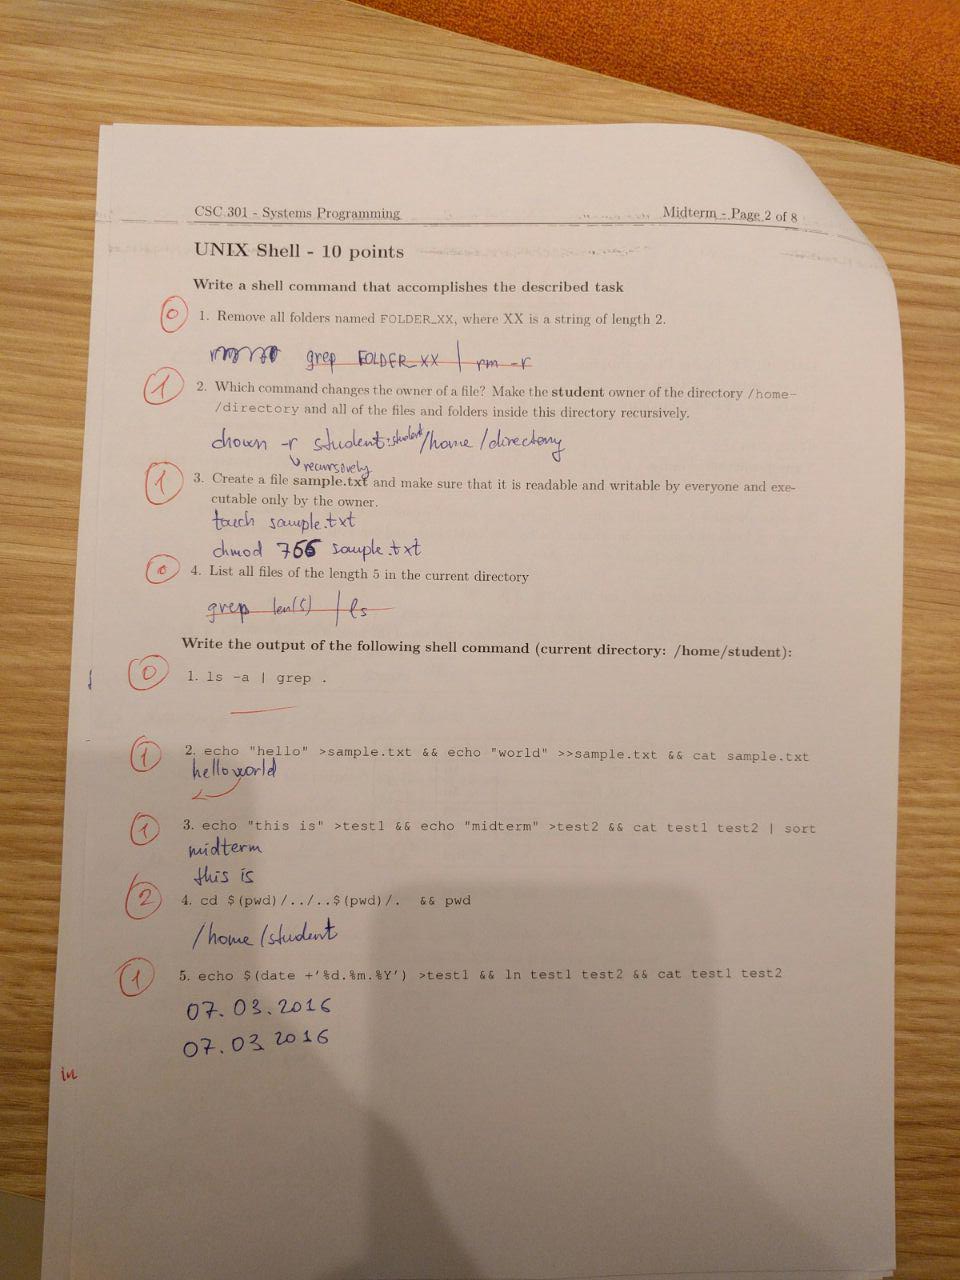 CSC 301 - Systems Programming Midterm - Page 2 of 8
UNIX Shell - 10 points
Write a shell command that accomplishes the described task
0 1. Remove all folders named FOLDER_XX, where XX is a string of length 2.
grep FOLDER_XX | rm -r
1 2. Which command changes the owner of a file? Make the student owner of the directory /home-
/directory and all of the files and folders inside this directory recursively.
chown -r student:student /home/directory
recursively
1 3. Create a file sample.txt and make sure that it is readable and writable by everyone and exe-
cutable only by the owner.
touch sample.txt
chmod 766 sample.txt
0 4. List all files of the length 5 in the current directory
grep len(5) | ls
Write the output of the following shell command (current directory: /home/student):
0 1. ls -a | grep .
1 2. echo "hello" >sample.txt && echo "world" >>sample.txt && cat sample.txt
hello world
1 3. echo "this is" >test1 && echo "midterm" >test2 && cat test1 test2 | sort
midterm
this is
2 4. cd $(pwd)/../..$(pwd)/. && pwd
/home/student
1 5. echo $(date +'%d.%m.%Y') >test1 && ln test1 test2 && cat test1 test2
07.03.2016
07.03 2016
in